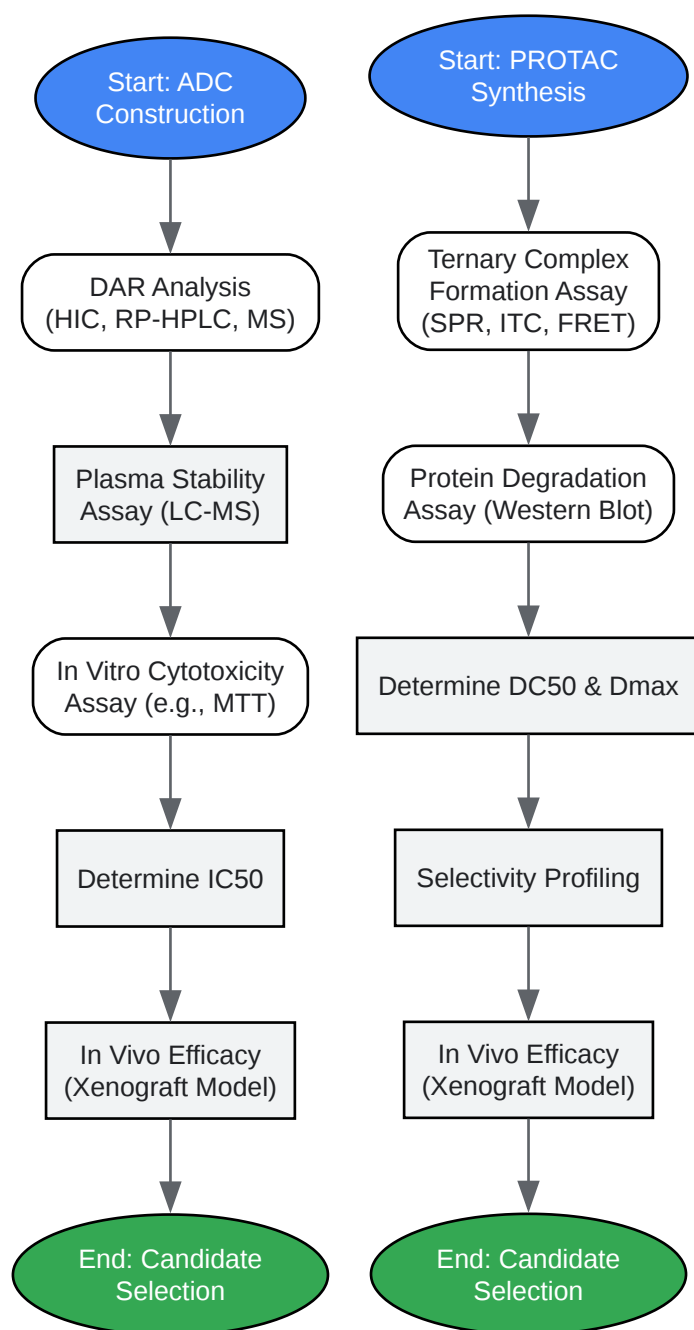 Start: ADC
Construction
DAR Analysis
(HIC, RP-HPLC, MS)
Plasma Stability
Assay (LC-MS)
In Vitro Cytotoxicity
Assay (e.g., MTT)
Determine IC50
In Vivo Efficacy
(Xenograft Model)
End: Candidate
Selection
Start: PROTAC
Synthesis
Ternary Complex
Formation Assay
(SPR, ITC, FRET)
Protein Degradation
Assay (Western Blot)
Determine DC50 & Dmax
Selectivity Profiling
In Vivo Efficacy
(Xenograft Model)
End: Candidate
Selection